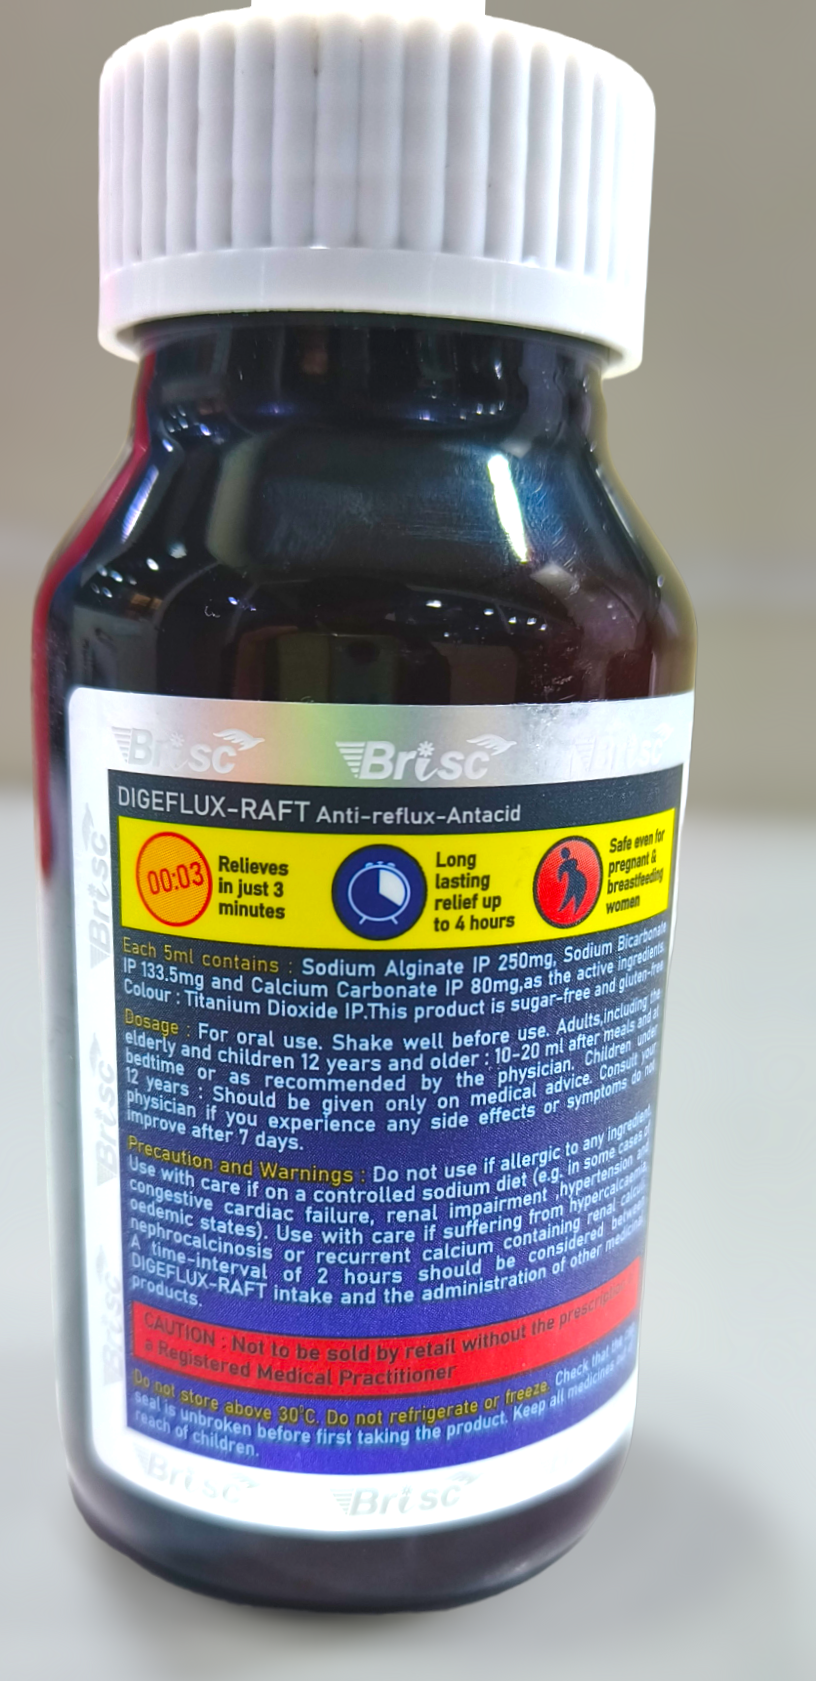 Brisc Brisc Brisc
DIGEFLUX-RAFT Anti-reflux-Antacid
00:03
Relieves
in just 3
minutes
Long
lasting
relief up
to 4 hours
Safe even for
pregnant &
breastfeeding
women
Each 5ml contains : Sodium Alginate IP 250mg, Sodium Bicarbonate
IP 133.5mg and Calcium Carbonate IP 80mg,as the active ingredients.
Colour : Titanium Dioxide IP.This product is sugar-free and gluten-free
Dosage : For oral use. Shake well before use. Adults,including the
elderly and children 12 years and older : 10-20 ml after meals and at
bedtime or as recommended by the physician. Children under
12 years : Should be given only on medical advice. Consult your
physician if you experience any side effects or symptoms do not
improve after 7 days.
Precaution and Warnings : Do not use if allergic to any ingredient.
Use with care if on a controlled sodium diet (e.g. in some cases of
congestive cardiac failure, renal impairment ,hypertension and
oedemic states). Use with care if suffering from hypercalcaemia,
nephrocalcinosis or recurrent calcium containing renal calculi
A time-interval of 2 hours should be considered between
DIGEFLUX-RAFT intake and the administration of other medicinal
products.
CAUTION : Not to be sold by retail without the prescription
a Registered Medical Practitioner
Do not store above 30°C. Do not refrigerate or freeze. Check that the
seal is unbroken before first taking the product. Keep all medicines out of
reach of children.
Brisc
Brisc
Brisc
Brisc Brisc